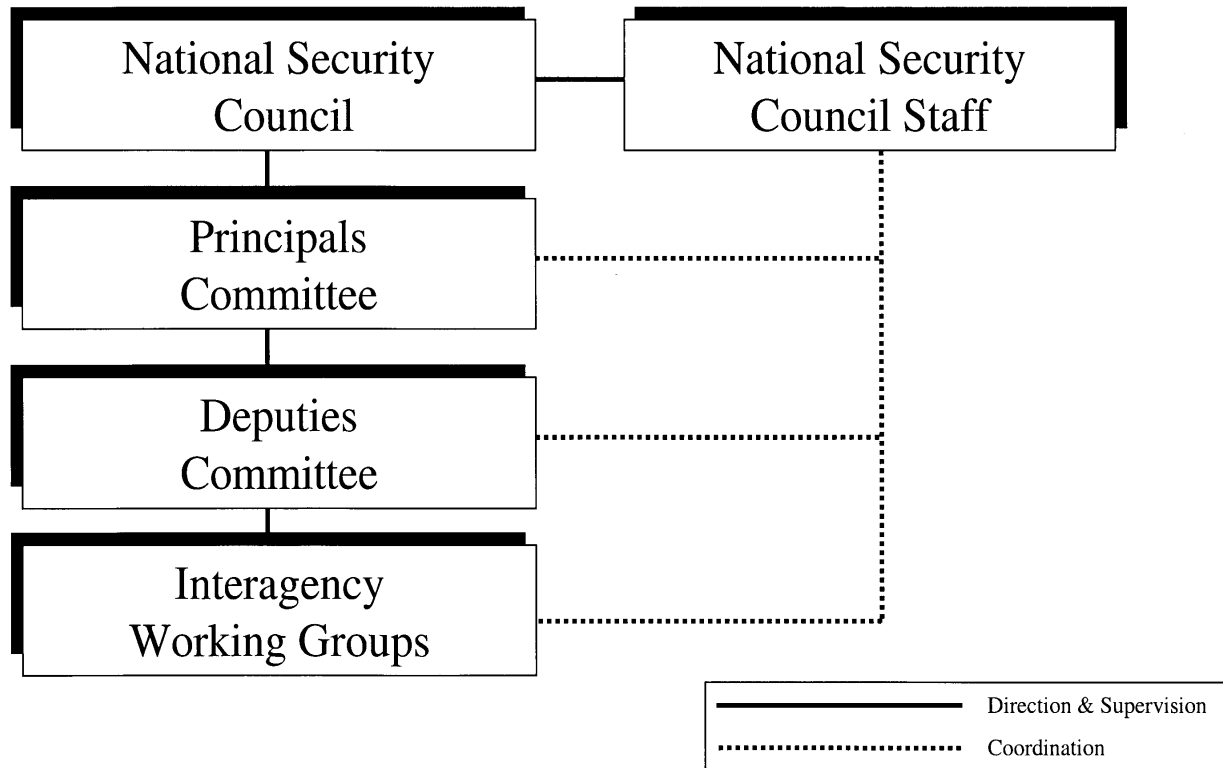 National Security
Council
National Security
Council Staff
Principals
Committee
Deputies
Committee
Interagency
Working Groups
Direction & Supervision
Coordination